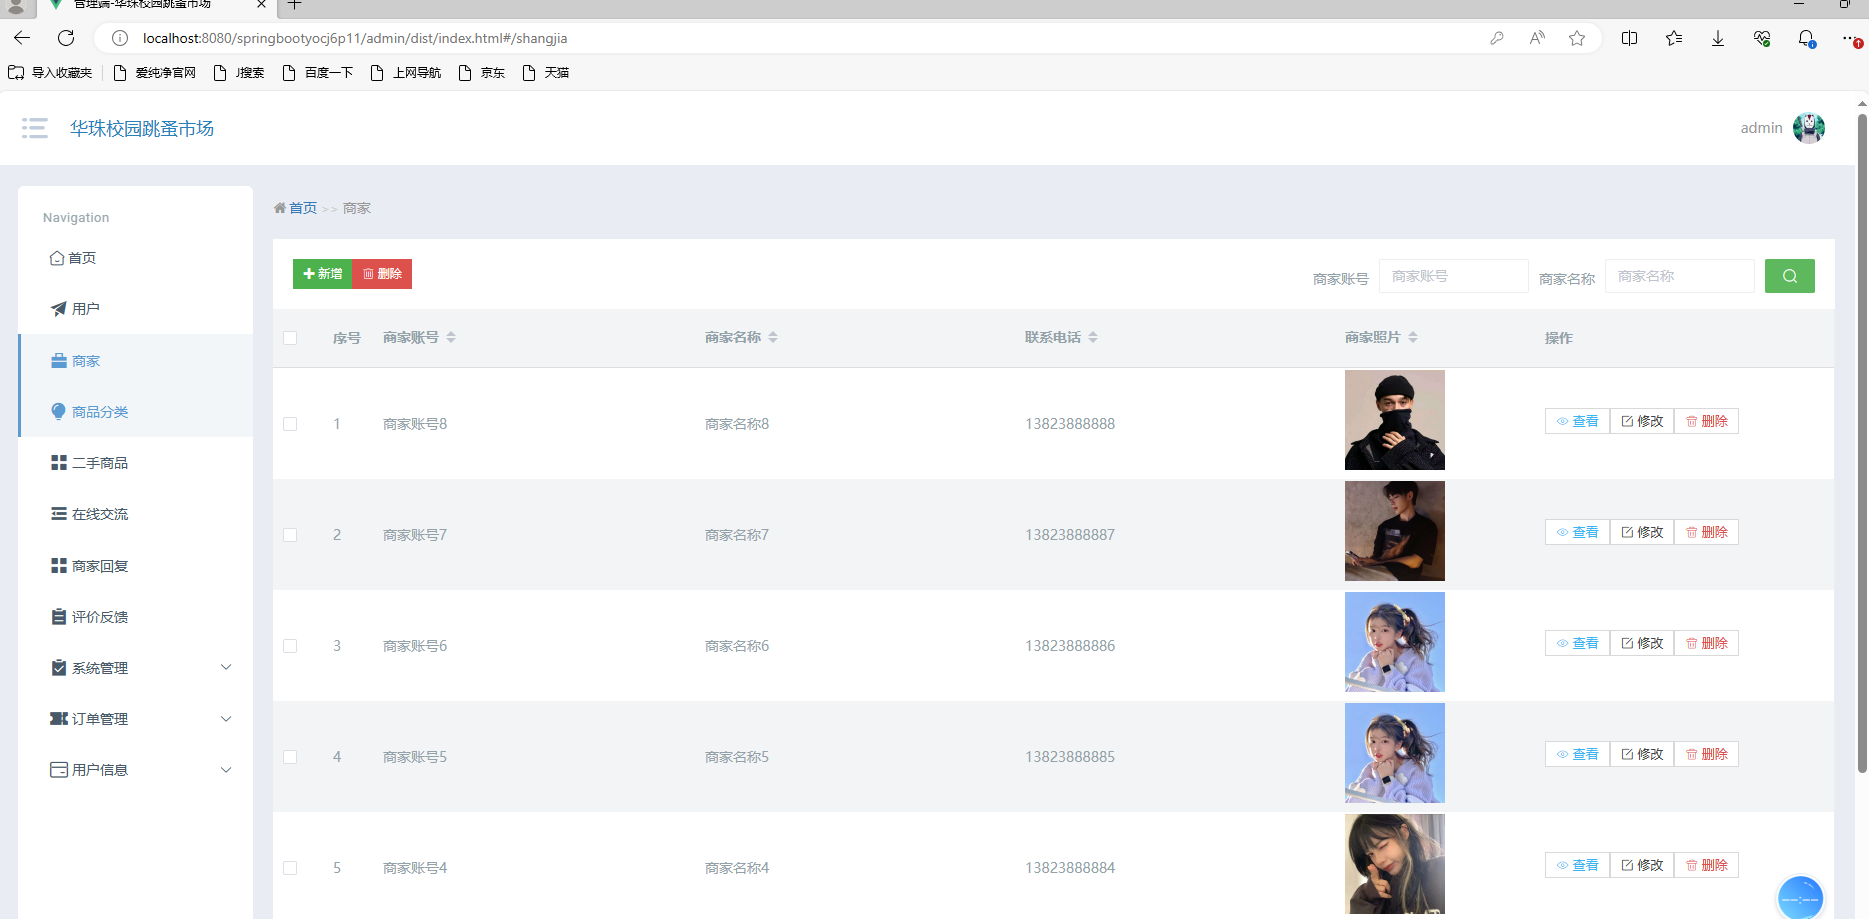 管理端-华珠校园跳蚤市场
localhost:8080/springbootyocj6p11/admin/dist/index.html#/shangjia
导入收藏夹 爱纯净官网 J搜索 百度一下 上网导航 京东 天猫
华珠校园跳蚤市场
admin
Navigation
首页
用户
商家
商品分类
二手商品
在线交流
商家回复
评价反馈
系统管理
订单管理
用户信息
首页 >> 商家
新增 删除 商家账号 商家账号 商家名称 商家名称
序号 商家账号 商家名称 联系电话 商家照片 操作
1 商家账号8 商家名称8 13823888888 查看 修改 删除
2 商家账号7 商家名称7 13823888887 查看 修改 删除
3 商家账号6 商家名称6 13823888886 查看 修改 删除
4 商家账号5 商家名称5 13823888885 查看 修改 删除
5 商家账号4 商家名称4 13823888884 查看 修改 删除